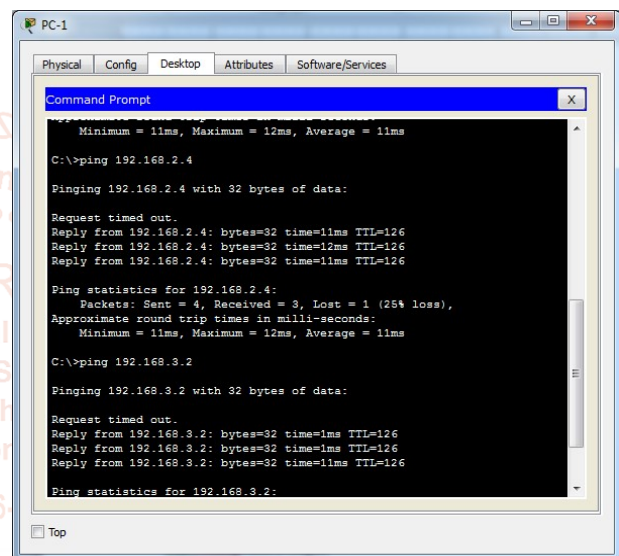 PC-1
Physical Config Desktop Attributes Software/Services
Command Prompt X
Approximate round trip times in milli-seconds:
Minimum = 11ms, Maximum = 12ms, Average = 11ms
C:\>ping 192.168.2.4
Pinging 192.168.2.4 with 32 bytes of data:
Request timed out.
Reply from 192.168.2.4: bytes=32 time=11ms TTL=126
Reply from 192.168.2.4: bytes=32 time=12ms TTL=126
Reply from 192.168.2.4: bytes=32 time=11ms TTL=126
Ping statistics for 192.168.2.4:
Packets: Sent = 4, Received = 3, Lost = 1 (25% loss),
Approximate round trip times in milli-seconds:
Minimum = 11ms, Maximum = 12ms, Average = 11ms
C:\>ping 192.168.3.2
Pinging 192.168.3.2 with 32 bytes of data:
Request timed out.
Reply from 192.168.3.2: bytes=32 time=1ms TTL=126
Reply from 192.168.3.2: bytes=32 time=1ms TTL=126
Reply from 192.168.3.2: bytes=32 time=11ms TTL=126
Ping statistics for 192.168.3.2:
Top